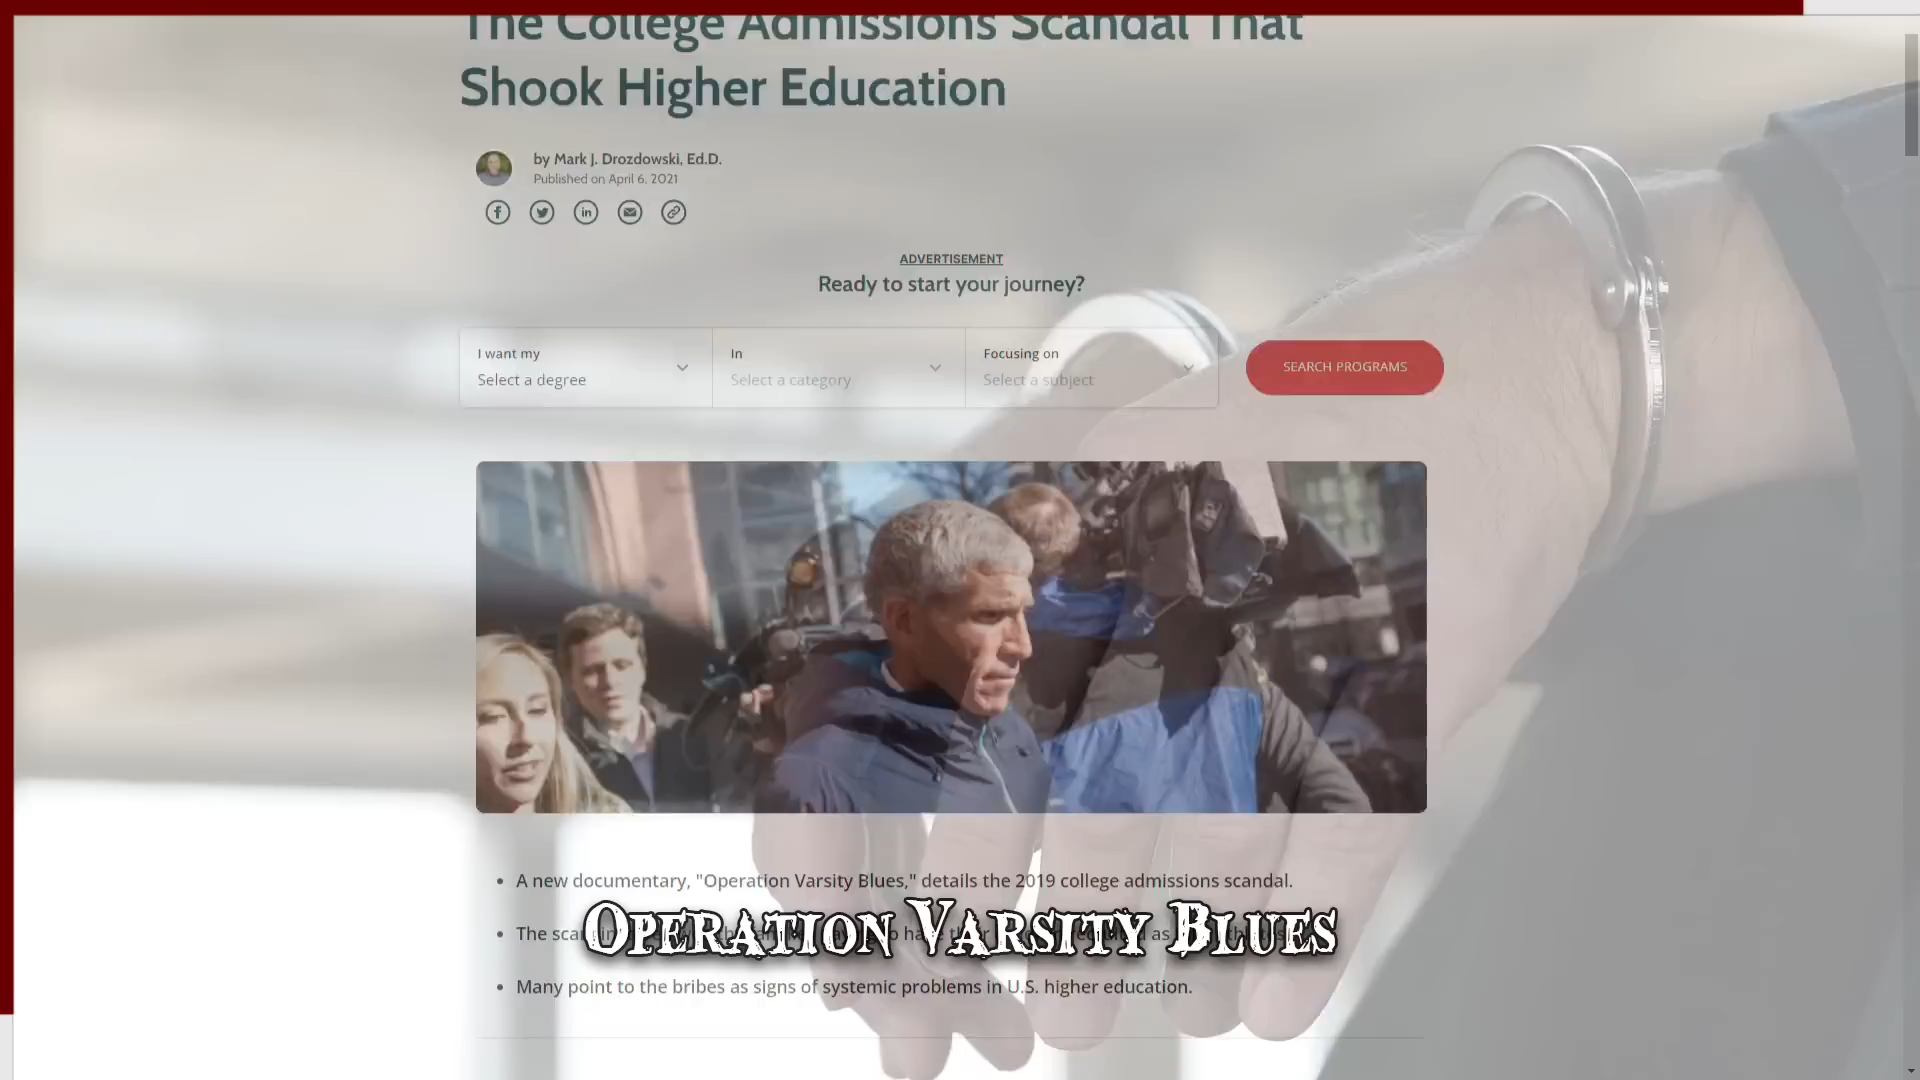 The College Admissions Scandal That
Shook Higher Education
by Mark J. Drozdowski, Ed.D.
Published on April 6, 2021
ADVERTISEMENT
Ready to start your journey?
I want my
Select a degree
In
Select a category
Focusing on
Select a subject
SEARCH PROGRAMS
A new documentary, "Operation Varsity Blues," details the 2019 college admissions scandal.
The
Operation Varsity Blues
Many point to the bribes as signs of systemic problems in U.S. higher education.